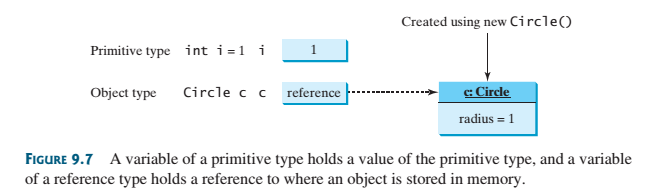 Created using new Circle()
Primitive type int i = 1 i 1
Object type Circle c c reference
c: Circle
radius = 1
FIGURE 9.7 A variable of a primitive type holds a value of the primitive type, and a variable
of a reference type holds a reference to where an object is stored in memory.